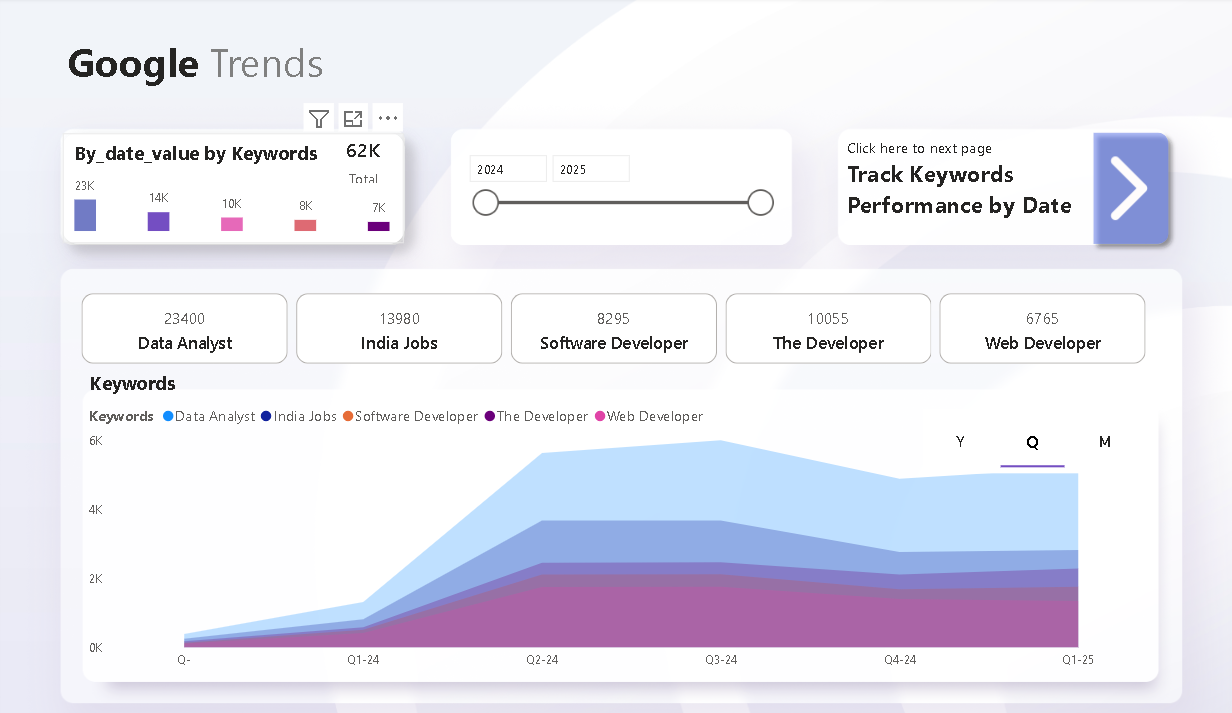 Google Trends
By_date_value by Keywords
62K
Total
23K 14K 10K 8K 7K
2024 2025
Click here to next page
Track Keywords
Performance by Date
23400 13980 8295 10055 6765
Data Analyst India Jobs Software Developer The Developer Web Developer
Keywords
Keywords Data Analyst India Jobs Software Developer The Developer Web Developer
Y Q M
6K
4K
2K
0K
Q- Q1-24 Q2-24 Q3-24 Q4-24 Q1-25